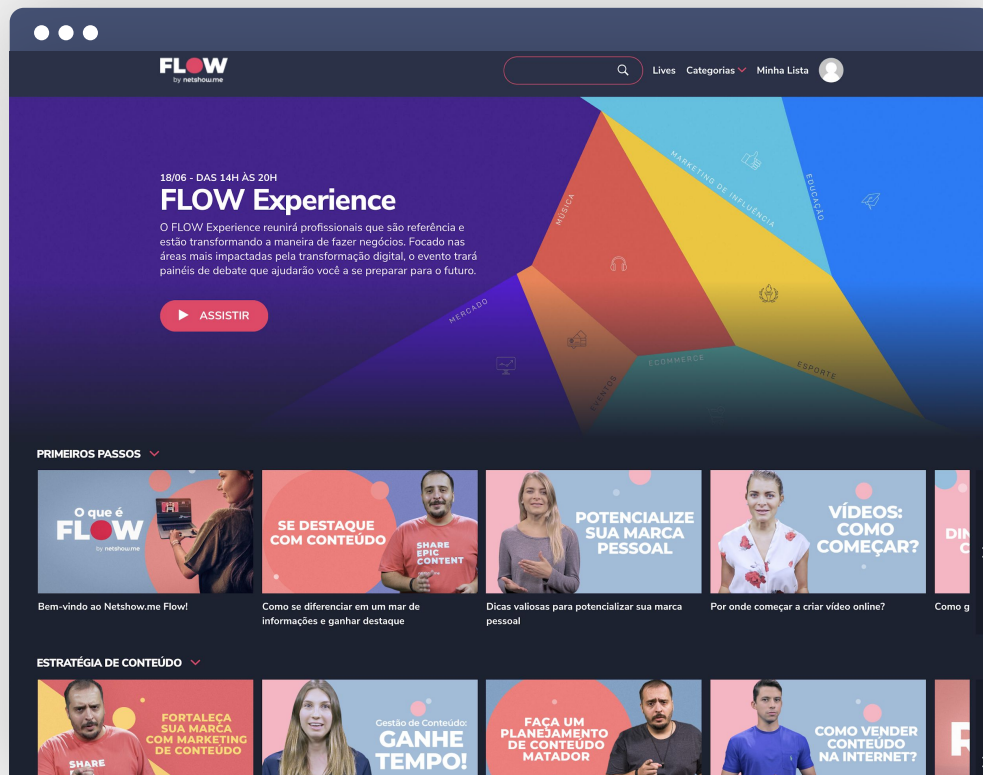 FLOW
by netshow.me
Lives Categorias Minha Lista
18/06 - DAS 14H ÀS 20H
FLOW Experience
O FLOW Experience reunirá profissionais que são referência e
estão transformando a maneira de fazer negócios. Focado nas
áreas mais impactadas pela transformação digital, o evento trará
painéis de debate que ajudarão você a se preparar para o futuro.
ASSISTIR
MÚSICA
MARKETING DE INFLUÊNCIA
EDUCAÇÃO
MERCADO
EVENTOS
ECOMMERCE
ESPORTE
PRIMEIROS PASSOS
O que é
FLOW
by netshow.me
SE DESTAQUE
COM CONTEÚDO
SHARE
EPIC
CONTENT
POTENCIALIZE
SUA MARCA
PESSOAL
VÍDEOS:
COMO
COMEÇAR?
DIN
C
Bem-vindo ao Netshow.me Flow!
Como se diferenciar em um mar de
informações e ganhar destaque
Dicas valiosas para potencializar sua marca
pessoal
Por onde começar a criar vídeo online?
Como g
ESTRATÉGIA DE CONTEÚDO
FORTALEÇA
SUA MARCA
COM MARKETING
DE CONTEÚDO
SHARE
Gestão de Conteúdo:
GANHE
TEMPO!
FAÇA UM
PLANEJAMENTO
DE CONTEÚDO
MATADOR
COMO VENDER
CONTEÚDO
NA INTERNET?
R